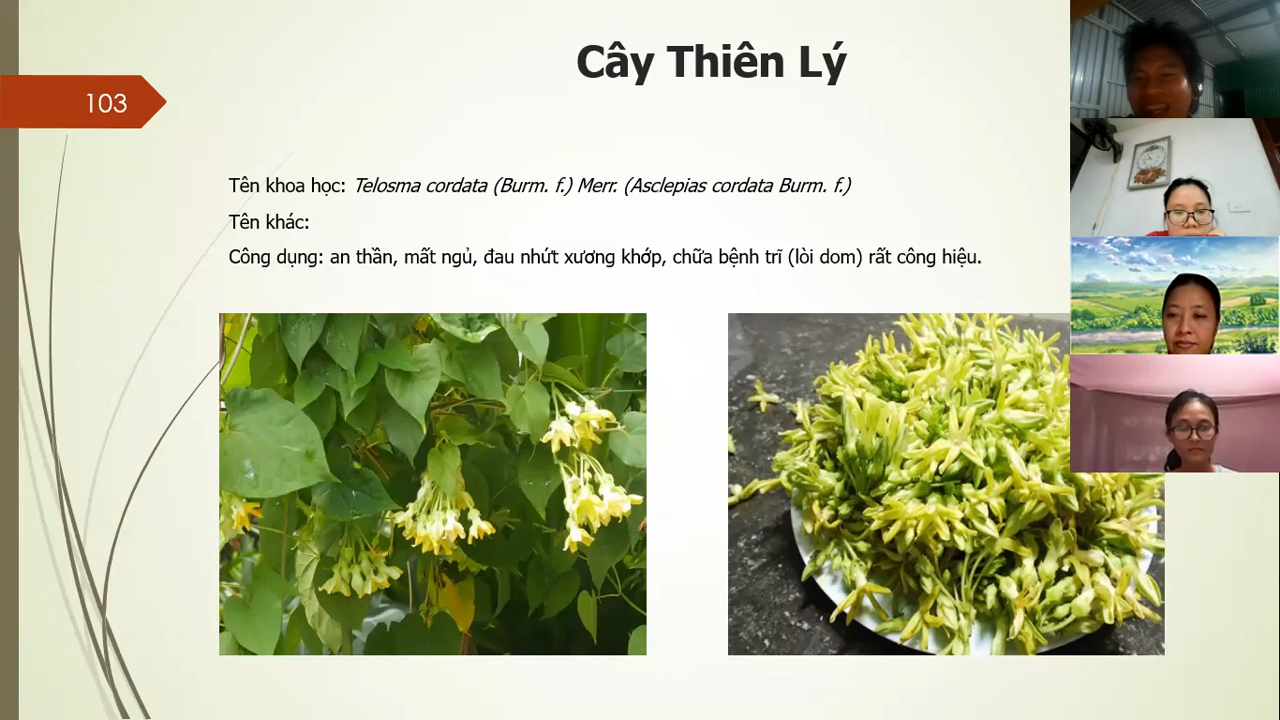 Cây Thiên Lý
103
Tên khoa học: Telosma cordata (Burm. f.) Merr. (Asclepias cordata Burm. f.)
Tên khác:
Công dụng: an thần, mất ngủ, đau nhứt xương khớp, chữa bệnh trĩ (lòi dom) rất công hiệu.